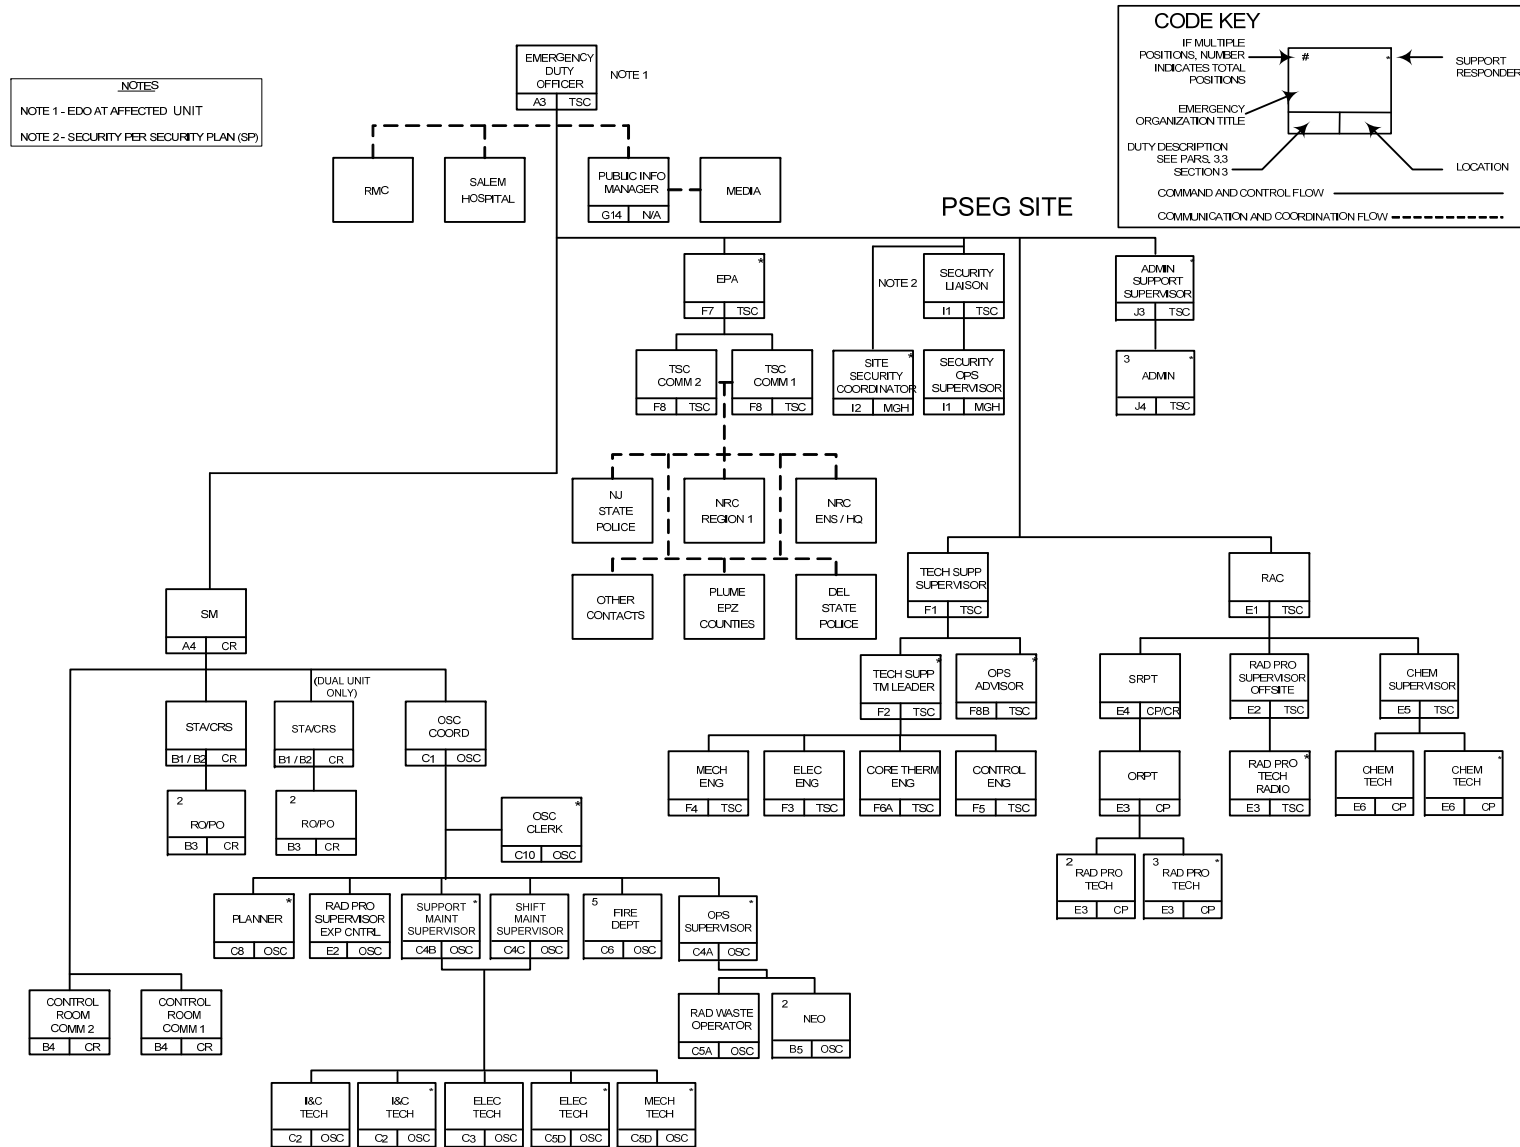 CODE KEY
IF MULTIPLE
POSITIONS, NUMBER
INDICATES TOTAL
POSITIONS
#
*
SUPPORT
RESPONDER
EMERGENCY
ORGANIZATION TITLE
DUTY DESCRIPTION
SEE PARS. 3.3
SECTION 3
LOCATION
COMMAND AND CONTROL FLOW
COMMUNICATION AND COORDINATION FLOW
NOTES
NOTE 1 - EDO AT AFFECTED UNIT
NOTE 2 - SECURITY PER SECURITY PLAN (SP)
EMERGENCY
DUTY
OFFICER
A3 TSC
NOTE 1
RMC
SALEM
HOSPITAL
PUBLIC INFO
MANAGER
G14 N/A
MEDIA
PSEG SITE
*
EPA
F7 TSC
NOTE 2
SECURITY
LIAISON
I1 TSC
*
ADMIN
SUPPORT
SUPERVISOR
J3 TSC
TSC
COMM 2
F8 TSC
TSC
COMM 1
F8 TSC
*
SITE
SECURITY
COORDINATOR
I2 MGH
SECURITY
OPS
SUPERVISOR
I1 MGH
3 *
ADMIN
J4 TSC
NJ
STATE
POLICE
NRC
REGION 1
NRC
ENS / HQ
OTHER
CONTACTS
PLUME
EPZ
COUNTIES
DEL
STATE
POLICE
SM
A4 CR
TECH SUPP
SUPERVISOR
F1 TSC
RAC
E1 TSC
STA/CRS
B1 / B2 CR
(DUAL UNIT
ONLY)
STA/CRS
B1 / B2 CR
OSC
COORD
C1 OSC
*
TECH SUPP
TM LEADER
F2 TSC
*
OPS
ADVISOR
F8B TSC
SRPT
E4 CP/CR
RAD PRO
SUPERVISOR
OFFSITE
E2 TSC
CHEM
SUPERVISOR
E5 TSC
2
RO/PO
B3 CR
2
RO/PO
B3 CR
MECH
ENG
F4 TSC
ELEC
ENG
F3 TSC
CORE THERM
ENG
F6A TSC
CONTROL
ENG
F5 TSC
ORPT
E3 CP
*
RAD PRO
TECH
RADIO
E3 TSC
CHEM
TECH
E6 CP
*
CHEM
TECH
E6 CP
*
OSC
CLERK
C10 OSC
2
RAD PRO
TECH
E3 CP
3 *
RAD PRO
TECH
E3 CP
*
PLANNER
C8 OSC
RAD PRO
SUPERVISOR
EXP CNTRL
E2 OSC
*
SUPPORT
MAINT
SUPERVISOR
C4B OSC
SHIFT
MAINT
SUPERVISOR
C4C OSC
5
FIRE
DEPT
C6 OSC
*
OPS
SUPERVISOR
C4A OSC
CONTROL
ROOM
COMM 2
B4 CR
CONTROL
ROOM
COMM 1
B4 CR
RAD WASTE
OPERATOR
C5A OSC
2
NEO
B5 OSC
I&C
TECH
C2 OSC
*
I&C
TECH
C2 OSC
ELEC
TECH
C3 OSC
*
ELEC
TECH
C5D OSC
*
MECH
TECH
C5D OSC